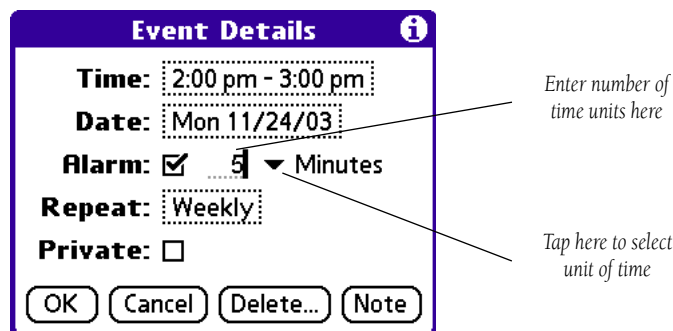 Event Details i
Time: 2:00 pm - 3:00 pm
Date: Mon 11/24/03
Alarm: 5 Minutes
Repeat: Weekly
Private:
OK Cancel Delete... Note
Enter number of
time units here
Tap here to select
unit of time